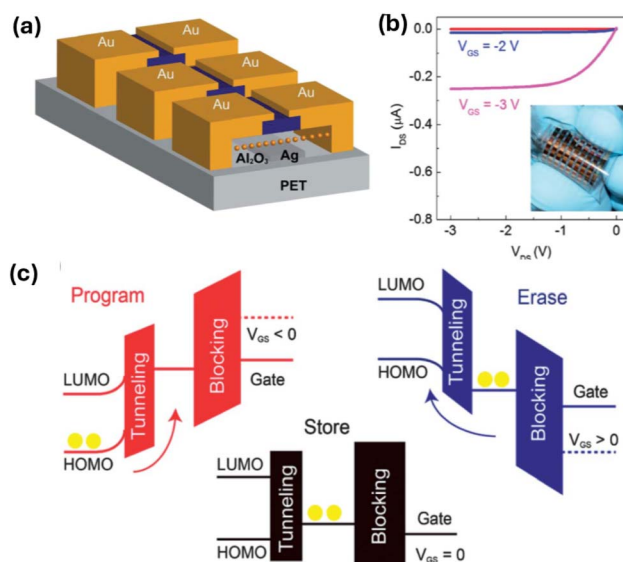 (a)
Au
Au
Au
Au
Au
Au
Al₂O₃
Ag
PET
(b)
0.0
-0.2
-0.4
-0.6
-0.8
I_DS (μA)
V_GS = -2 V
V_GS = -3 V
-3
-2
-1
0
V_DS (V)
(c)
Program
LUMO
HOMO
Tunneling
Blocking
V_GS < 0
Gate
Erase
LUMO
HOMO
Tunneling
Blocking
Gate
V_GS > 0
Store
LUMO
HOMO
Tunneling
Blocking
Gate
V_GS = 0